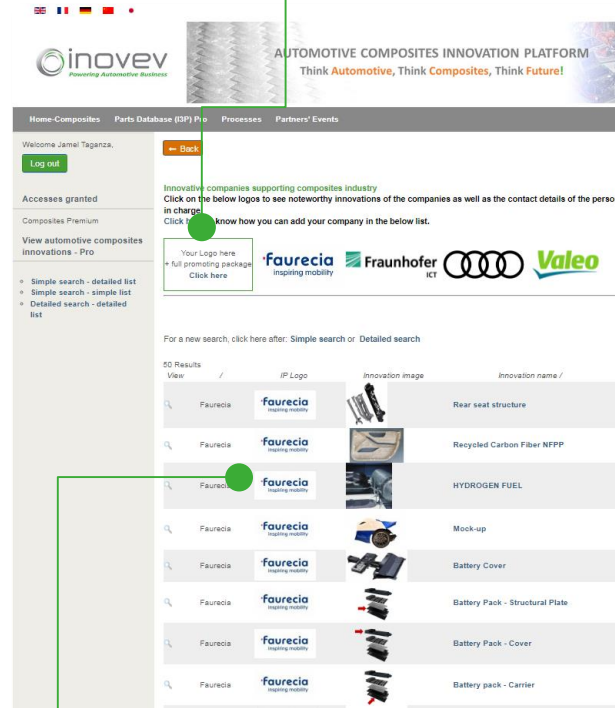 inovev
Powering Automotive Business
AUTOMOTIVE COMPOSITES INNOVATION PLATFORM
Think Automotive, Think Composites, Think Future!
Home-Composites Parts Database (I3P) Pro Processes Partners' Events
Welcome Jamel Taganza,
Log out
Accesses granted
Composites Premium
View automotive composites
innovations - Pro
Simple search - detailed list
Simple search - simple list
Detailed search - detailed
list
← Back
Innovative companies supporting composites industry
Click on the below logos to see noteworthy innovations of the companies as well as the contact details of the perso
in charge
Click know how you can add your company in the below list.
Your Logo here
+ full promoting package
Click here
faurecia
inspiring mobility
Fraunhofer
ICT
Valeo
For a new search, click here after: Simple search or Detailed search
50 Results
View / IP Logo Innovation image Innovation name /
Faurecia faurecia inspiring mobility Rear seat structure
Faurecia faurecia inspiring mobility Recycled Carbon Fiber NFPP
Faurecia faurecia inspiring mobility HYDROGEN FUEL
Faurecia faurecia inspiring mobility Mock-up
Faurecia faurecia inspiring mobility Battery Cover
Faurecia faurecia inspiring mobility Battery Pack - Structural Plate
Faurecia faurecia inspiring mobility Battery Pack - Cover
Faurecia faurecia inspiring mobility Battery pack - Carrier